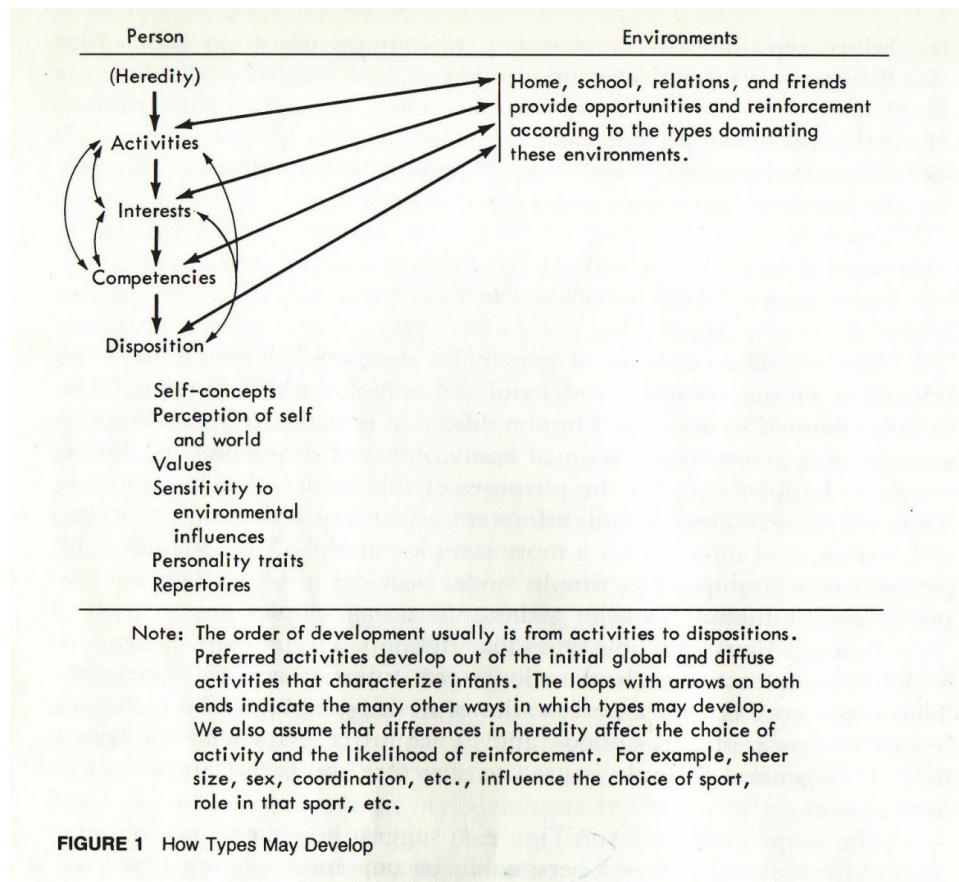 Person
Environments
(Heredity)
Home, school, relations, and friends
provide opportunities and reinforcement
according to the types dominating
these environments.
Activities
Interests
Competencies
Disposition
Self-concepts
Perception of self
and world
Values
Sensitivity to
environmental
influences
Personality traits
Repertoires
Note: The order of development usually is from activities to dispositions.
Preferred activities develop out of the initial global and diffuse
activities that characterize infants. The loops with arrows on both
ends indicate the many other ways in which types may develop.
We also assume that differences in heredity affect the choice of
activity and the likelihood of reinforcement. For example, sheer
size, sex, coordination, etc., influence the choice of sport,
role in that sport, etc.
FIGURE 1 How Types May Develop